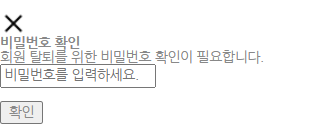 비밀번호 확인
회원 탈퇴를 위한 비밀번호 확인이 필요합니다.
비밀번호를 입력하세요.
확인